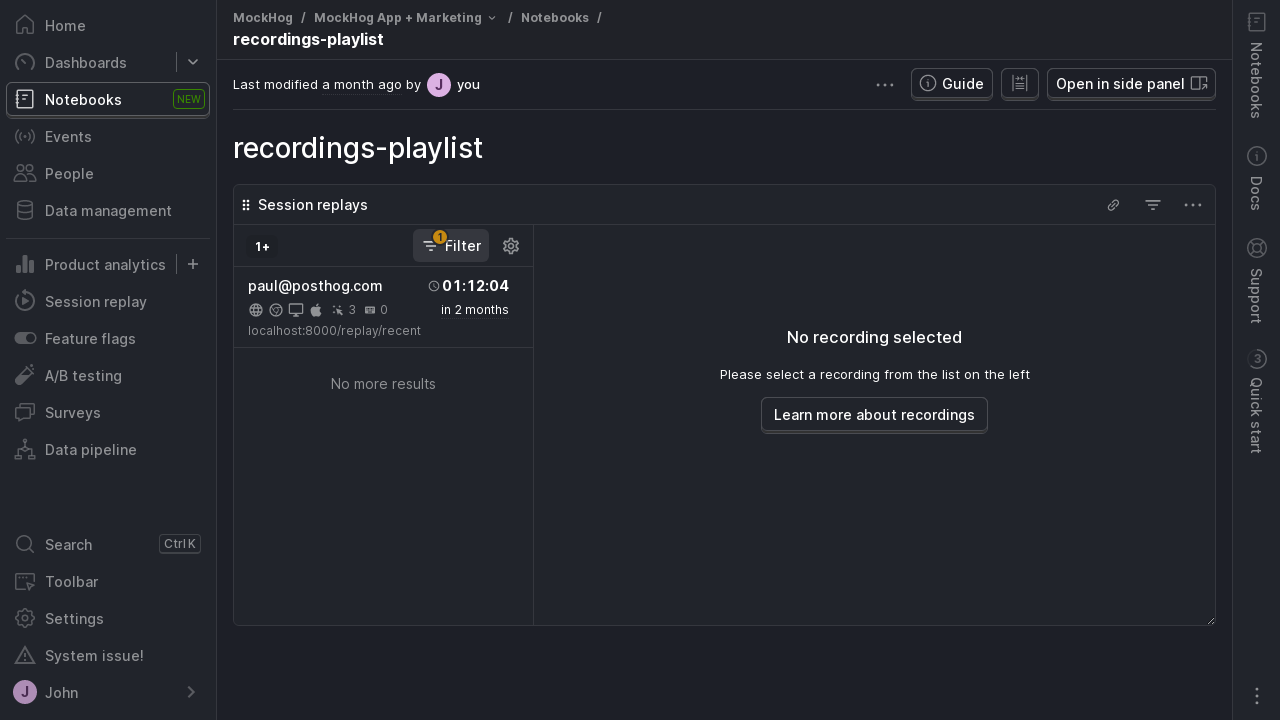 Home
Dashboards
Notebooks NEW
Events
People
Data management
Product analytics
Session replay
Feature flags
A/B testing
Surveys
Data pipeline
Search Ctrl K
Toolbar
Settings
System issue!
J John
MockHog / MockHog App + Marketing / Notebooks /
recordings-playlist
Last modified a month ago by J you
Guide
Open in side panel
recordings-playlist
Session replays
1+
1 Filter
paul@posthog.com 01:12:04
3 0 in 2 months
localhost:8000/replay/recent
No more results
No recording selected
Please select a recording from the list on the left
Learn more about recordings
Notebooks
Docs
Support
3 Quick start